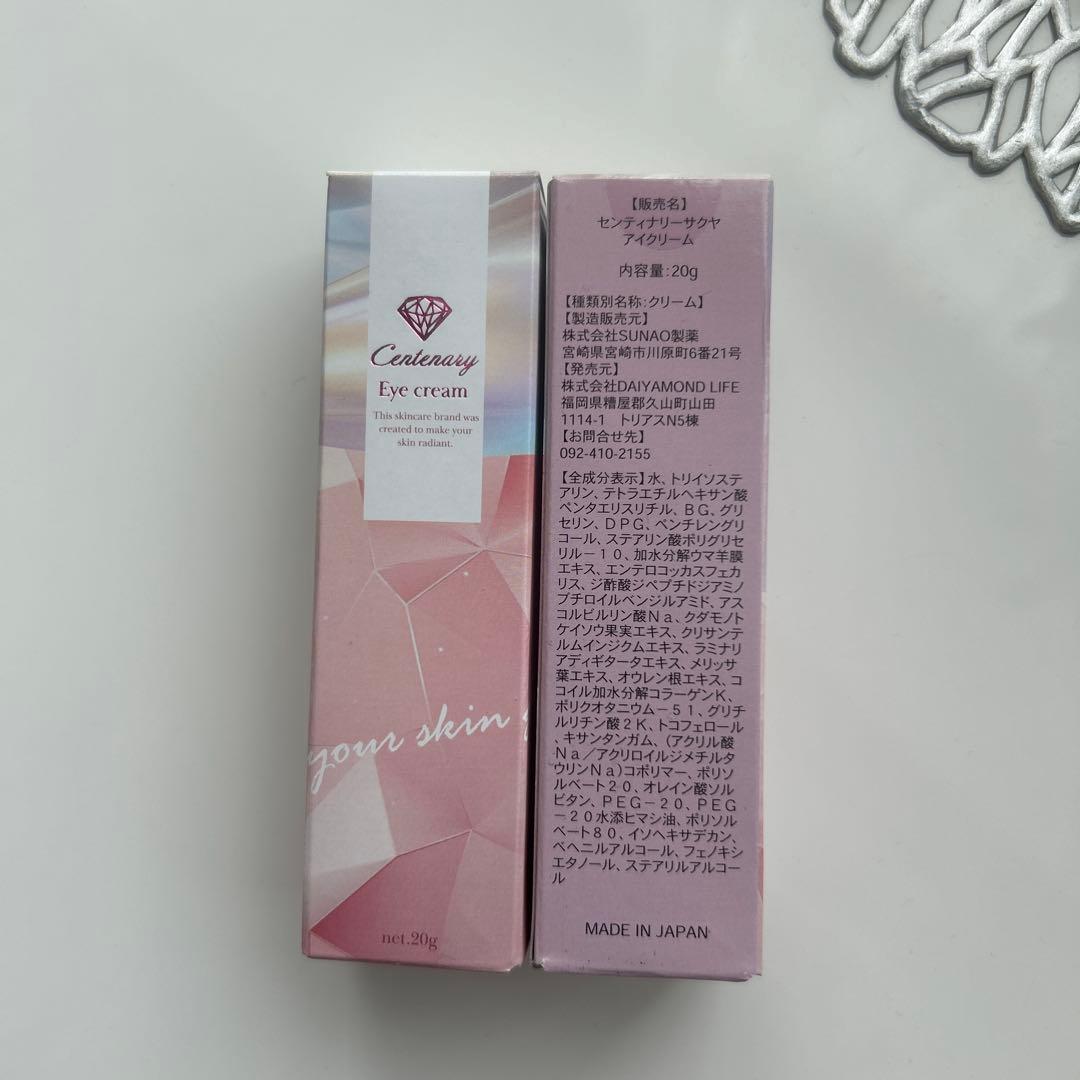 Centenary
Eye cream
This skincare brand was
created to make your
skin radiant.
your skin
net.20g
【販売名】
センティナリーサクヤ
アイクリーム
内容量:20g
【種類別名称:クリーム】
【製造販売元】
株式会社SUNAO製薬
宮崎県宮崎市川原町6番21号
【発売元】
株式会社DAIYAMOND LIFE
福岡県糟屋郡久山町山田
1114-1　トリアスN5棟
【お問合せ先】
092-410-2155
【全成分表示】水、トリイソステ
アリン、テトラエチルヘキサン酸
ペンタエリスリチル、BG、グリ
セリン、DPG、ペンチレングリ
コール、ステアリン酸ポリグリセ
リル－10、加水分解ウマ羊膜
エキス、エンテロコッカスフェカ
リス、ジ酢酸ジペプチドジアミノ
ブチロイルベンジルアミド、アス
コルビルリン酸Na、クダモノト
ケイソウ果実エキス、クリサンテ
ルムインジクムエキス、ラミナリ
アディギタータエキス、メリッサ
葉エキス、オウレン根エキス、コ
コイル加水分解コラーゲンK、
ポリクオタニウム－51、グリチ
ルリチン酸2K、トコフェロール
、キサンタンガム、（アクリル酸
Na／アクリロイルジメチルタ
ウリンNa）コポリマー、ポリソ
ルベート20、オレイン酸ソル
ビタン、PEG－20、PEG
－20水添ヒマシ油、ポリソル
ベート80、イソヘキサデカン、
ベヘニルアルコール、フェノキシ
エタノール、ステアリルアルコー
ル
MADE IN JAPAN